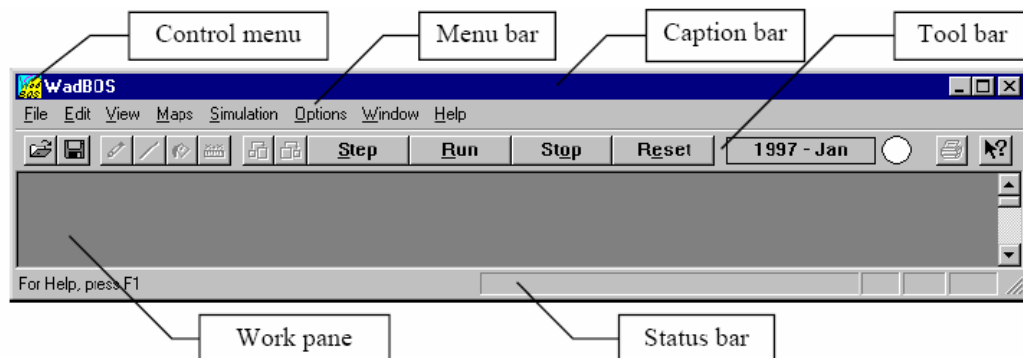 Control menu Menu bar Caption bar Tool bar
WadBOS
File Edit View Maps Simulation Options Window Help
Step Run Stop Reset 1997 - Jan
For Help, press F1
Work pane Status bar